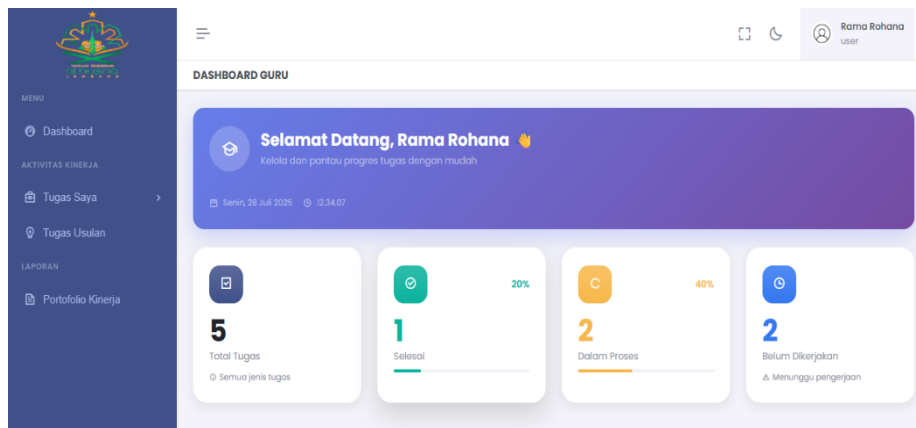 Rama Rohana
user
DASHBOARD GURU
MENU
Dashboard
AKTIVITAS KINERJA
Tugas Saya
Tugas Usulan
LAPORAN
Portofolio Kinerja
Selamat Datang, Rama Rohana 👋
Kelola dan pantau progres tugas dengan mudah
Senin, 28 Juli 2025 12.34.07
5
Total Tugas
Semua jenis tugas
20%
1
Selesai
40%
2
Dalam Proses
2
Belum Dikerjakan
Menunggu pengerjaan